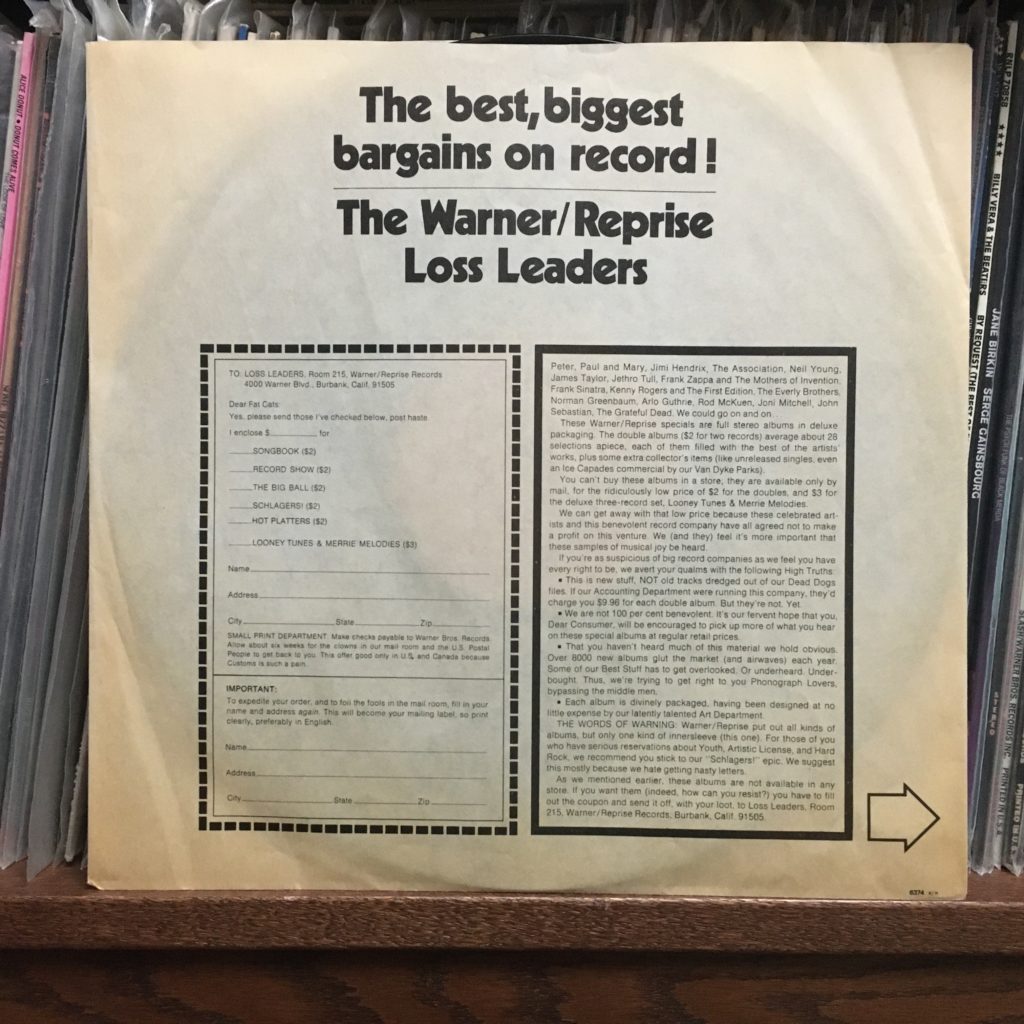 The best, biggest
bargains on record!
The Warner/Reprise
Loss Leaders
TO: LOSS LEADERS, Room 215, Warner/Reprise Records
4000 Warner Blvd., Burbank, Calif. 91505
Dear Fat Cats:
Yes, please send those I've checked below, post haste.
I enclose $ for
SONGBOOK ($2)
RECORD SHOW ($2)
THE BIG BALL ($2)
SCHLAGERS! ($2)
HOT PLATTERS ($2)
LOONEY TUNES & MERRIE MELODIES ($3)
Name
Address
City State Zip
SMALL PRINT DEPARTMENT: Make checks payable to Warner Bros. Records.
Allow about six weeks for the clowns in our mail room and the U.S. Postal
People to get back to you. This offer good only in U.S. and Canada because
Customs is such a pain.
IMPORTANT:
To expedite your order, and to foil the fools in the mail room, fill in your
name and address again. This will become your mailing label, so print
clearly, preferably in English.
Name
Address
City State Zip
Peter, Paul and Mary, Jimi Hendrix, The Association, Neil Young,
James Taylor, Jethro Tull, Frank Zappa and The Mothers of Invention,
Frank Sinatra, Kenny Rogers and The First Edition, The Everly Brothers,
Norman Greenbaum, Arlo Guthrie, Rod McKuen, Joni Mitchell, John
Sebastian, The Grateful Dead. We could go on and on...
These Warner/Reprise specials are full stereo albums in deluxe
packaging. The double albums ($2 for two records) average about 28
selections apiece, each of them filled with the best of the artists'
works, plus some extra collector's items (like unreleased singles, even
an Ice Capades commercial by our Van Dyke Parks).
You can't buy these albums in a store; they are available only by
mail, for the ridiculously low price of $2 for the doubles, and $3 for
the deluxe three-record set, Looney Tunes & Merrie Melodies.
We can get away with that low price because these celebrated art-
ists and this benevolent record company have all agreed not to make
a profit on this venture. We (and they) feel it's more important that
these samples of musical joy be heard.
If you're as suspicious of big record companies as we feel you have
every right to be, we avert your qualms with the following High Truths:
• This is new stuff, NOT old tracks dredged out of our Dead Dogs
files. If our Accounting Department were running this company, they'd
charge you $9.96 for each double album. But they're not. Yet.
• We are not 100 per cent benevolent. It's our fervent hope that you,
Dear Consumer, will be encouraged to pick up more of what you hear
on these special albums at regular retail prices.
• That you haven't heard much of this material we hold obvious.
Over 8000 new albums glut the market (and airwaves) each year.
Some of our Best Stuff has to get overlooked. Or underheard. Under-
bought. Thus, we're trying to get right to you Phonograph Lovers,
bypassing the middle men.
• Each album is divinely packaged, having been designed at no
little expense by our latently talented Art Department.
THE WORDS OF WARNING: Warner/Reprise put out all kinds of
albums, but only one kind of innersleeve (this one). For those of you
who have serious reservations about Youth, Artistic License, and Hard
Rock, we recommend you stick to our "Schlagers!" epic. We suggest
this mostly because we hate getting nasty letters.
As we mentioned earlier, these albums are not available in any
store. If you want them (indeed, how can you resist?) you have to fill
out the coupon and send it off, with your loot, to Loss Leaders, Room
215, Warner/Reprise Records, Burbank, Calif. 91505.
6374
ALICE DONUT • DONUT COMES ALIVE
RNLP 70858
★★★★ BILLY VERA & THE BEATERS
BY REQUEST (THE BEST OF
JANE BIRKIN SERGE GAINSBOURG
WARNER BROS. RECORDS INC.
PRINTED IN U.S.A.